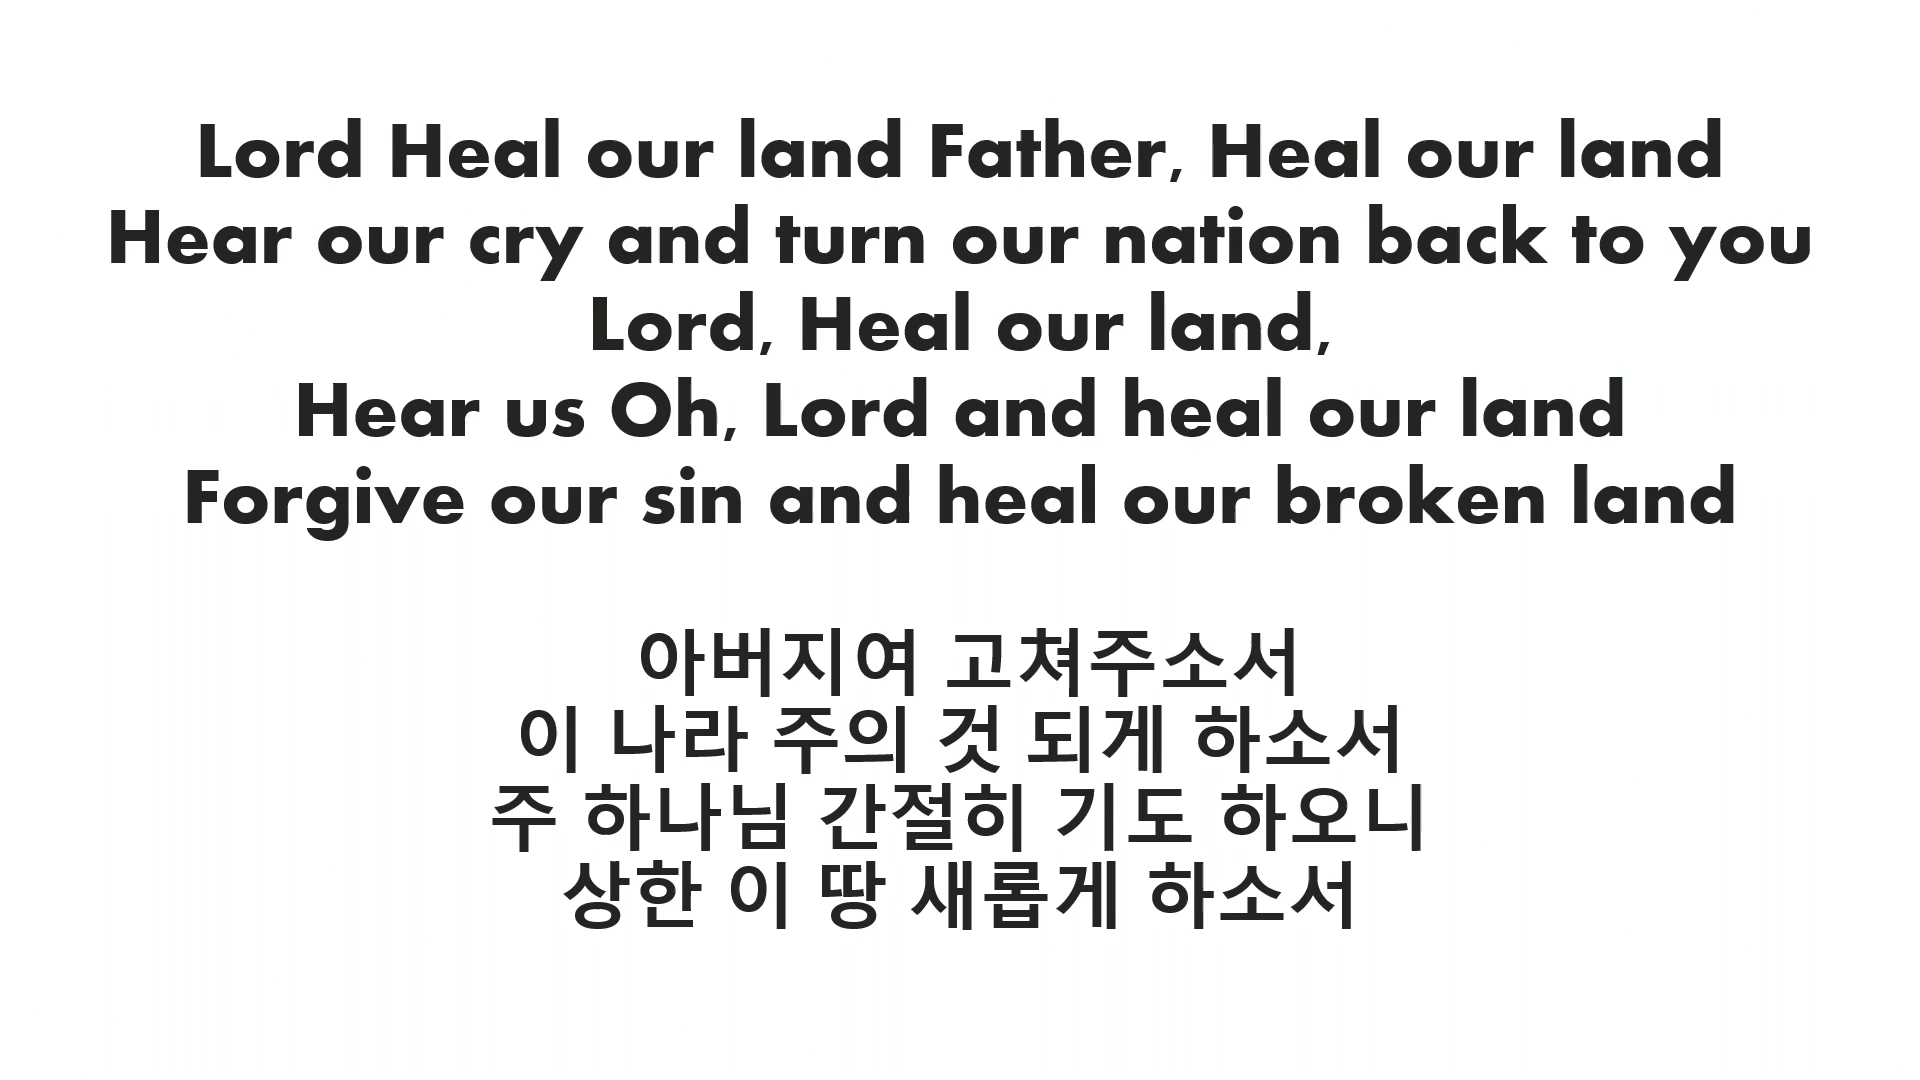 Lord Heal our land Father, Heal our land
Hear our cry and turn our nation back to you
Lord, Heal our land,
Hear us Oh, Lord and heal our land
Forgive our sin and heal our broken land
아버지여 고쳐주소서
이 나라 주의 것 되게 하소서
주 하나님 간절히 기도 하오니
상한 이 땅 새롭게 하소서